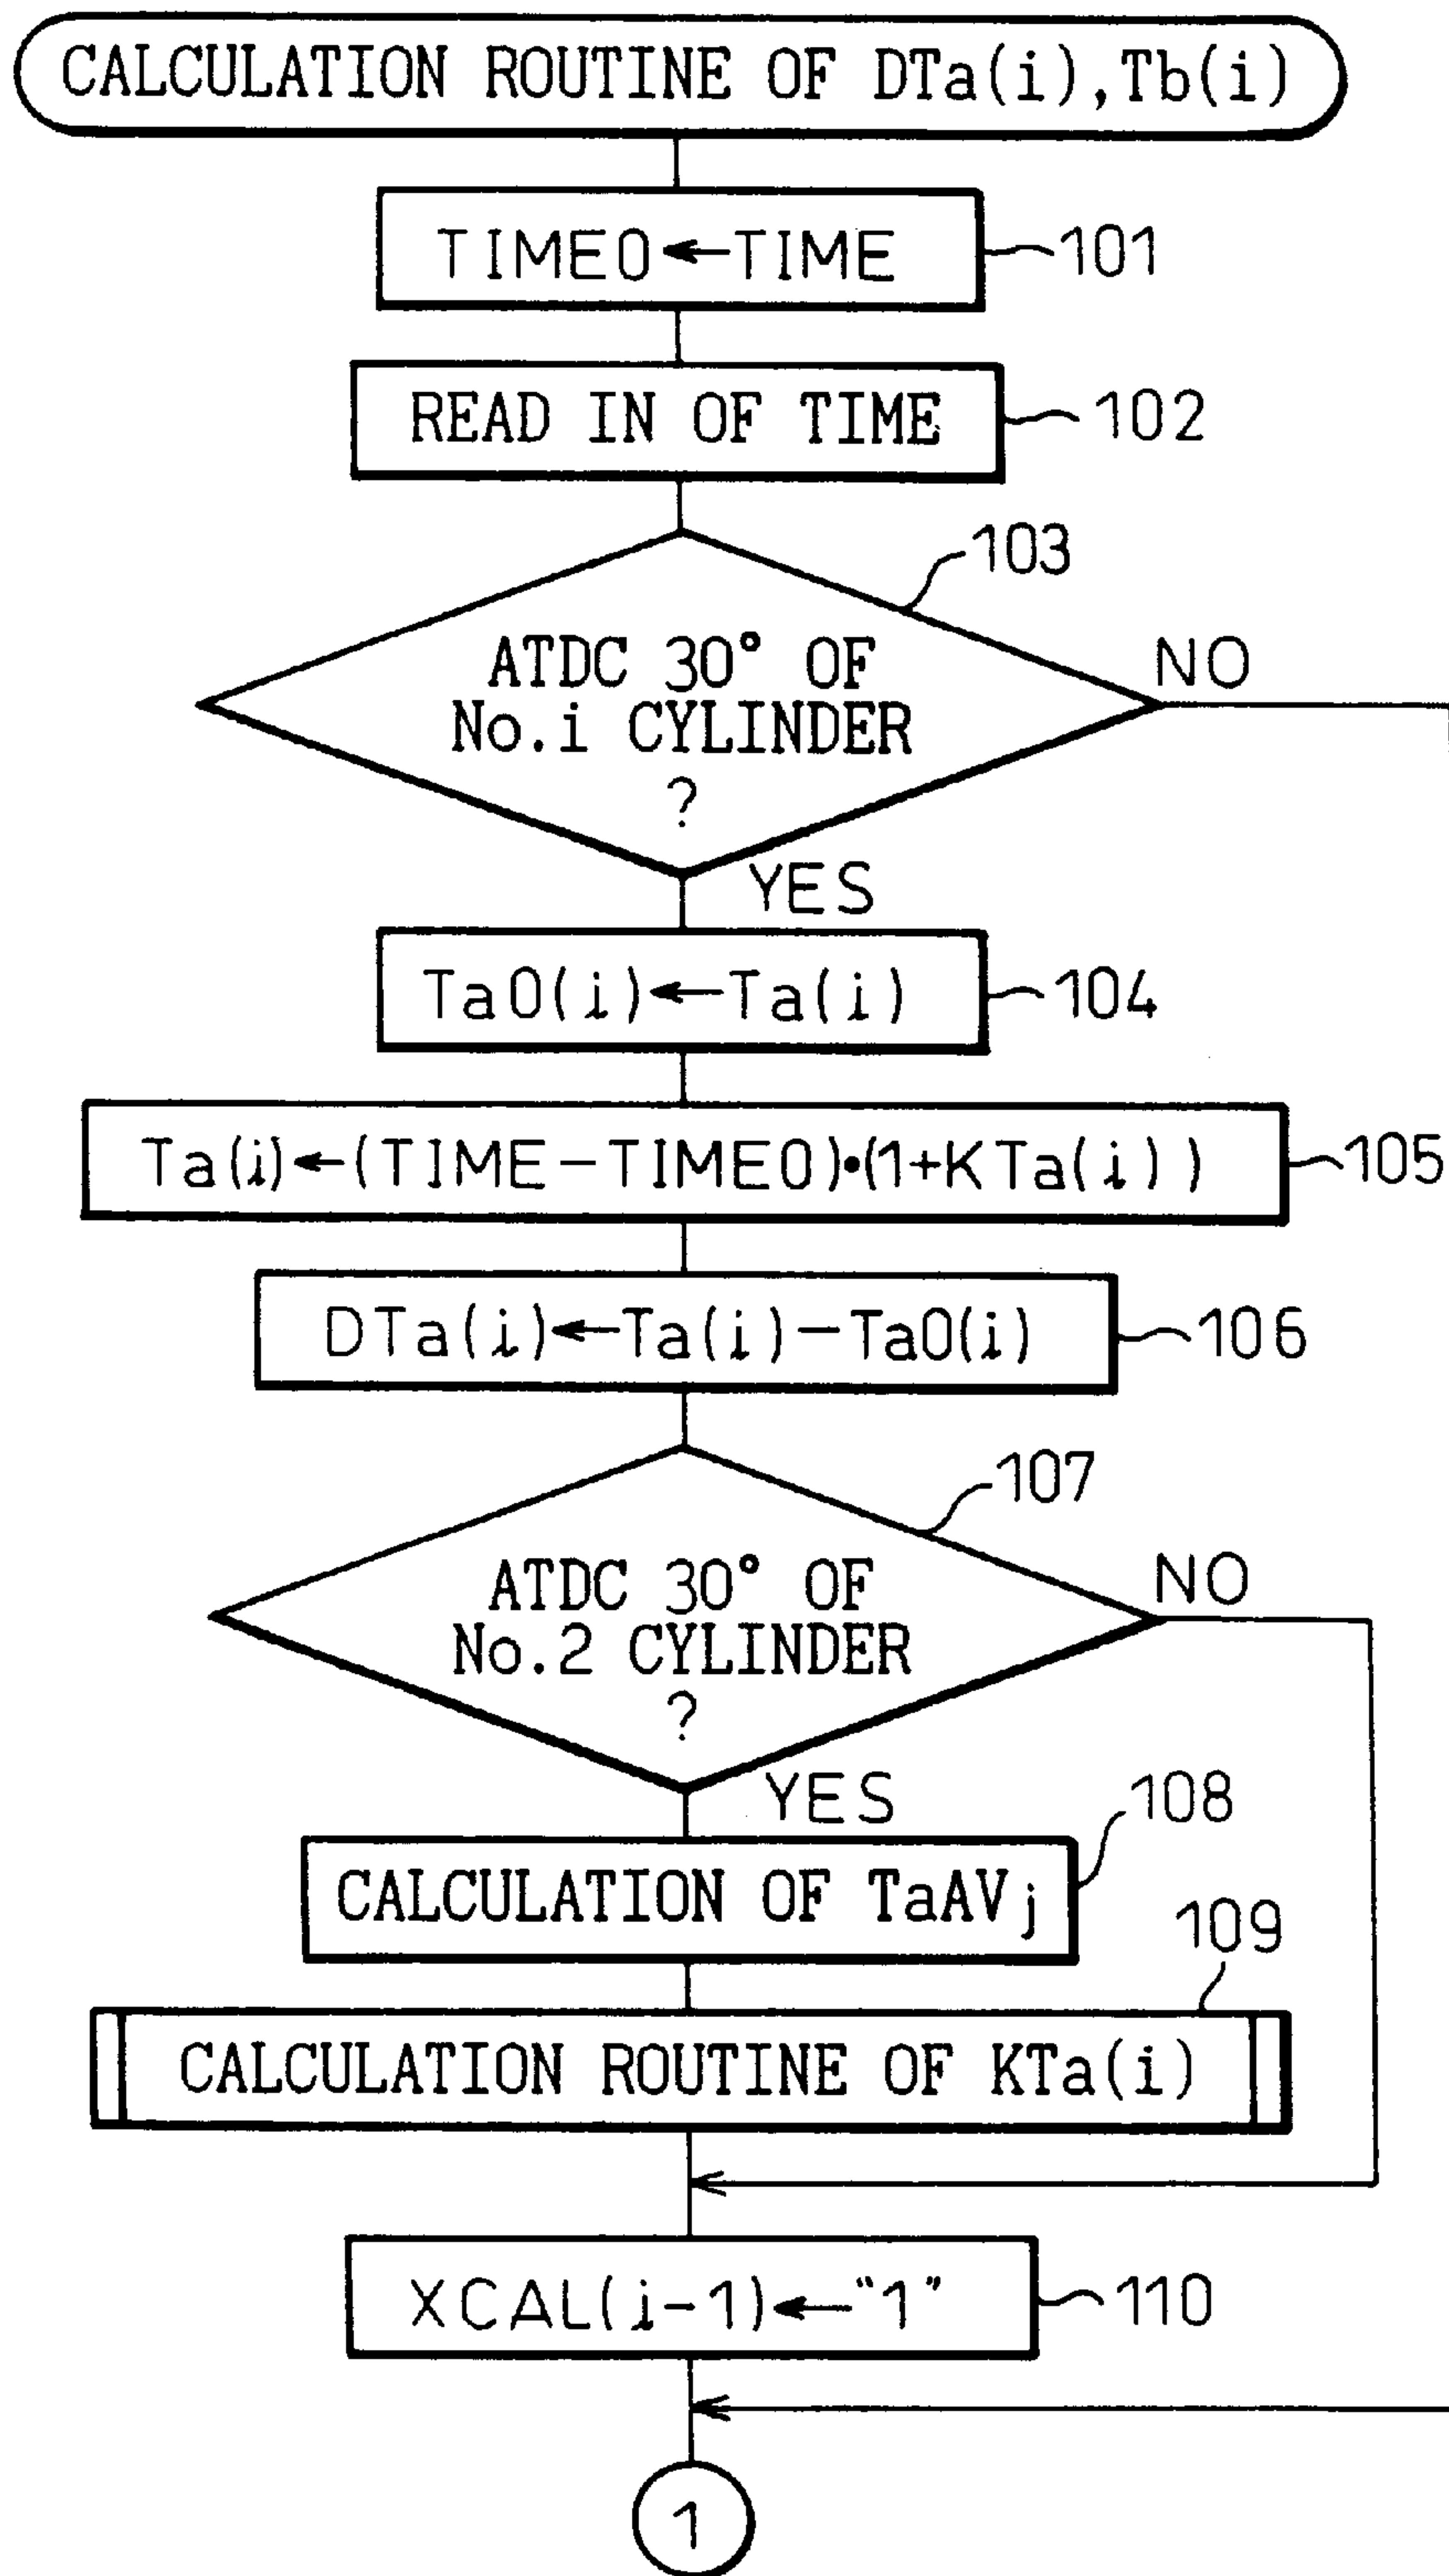 CALCULATION ROUTINE OF DTa(i),Tb(i)
TIME0←TIME
101
READ IN OF TIME
102
103
ATDC 30° OF
No.i CYLINDER
?
NO
YES
Ta0(i)←Ta(i)
104
Ta(i)←(TIME-TIME0)•(1+KTa(i))
105
DTa(i)←Ta(i)-Ta0(i)
106
107
ATDC 30° OF
No.2 CYLINDER
?
NO
YES
108
CALCULATION OF TaAVj
109
CALCULATION ROUTINE OF KTa(i)
XCAL(i-1)←"1"
110
1